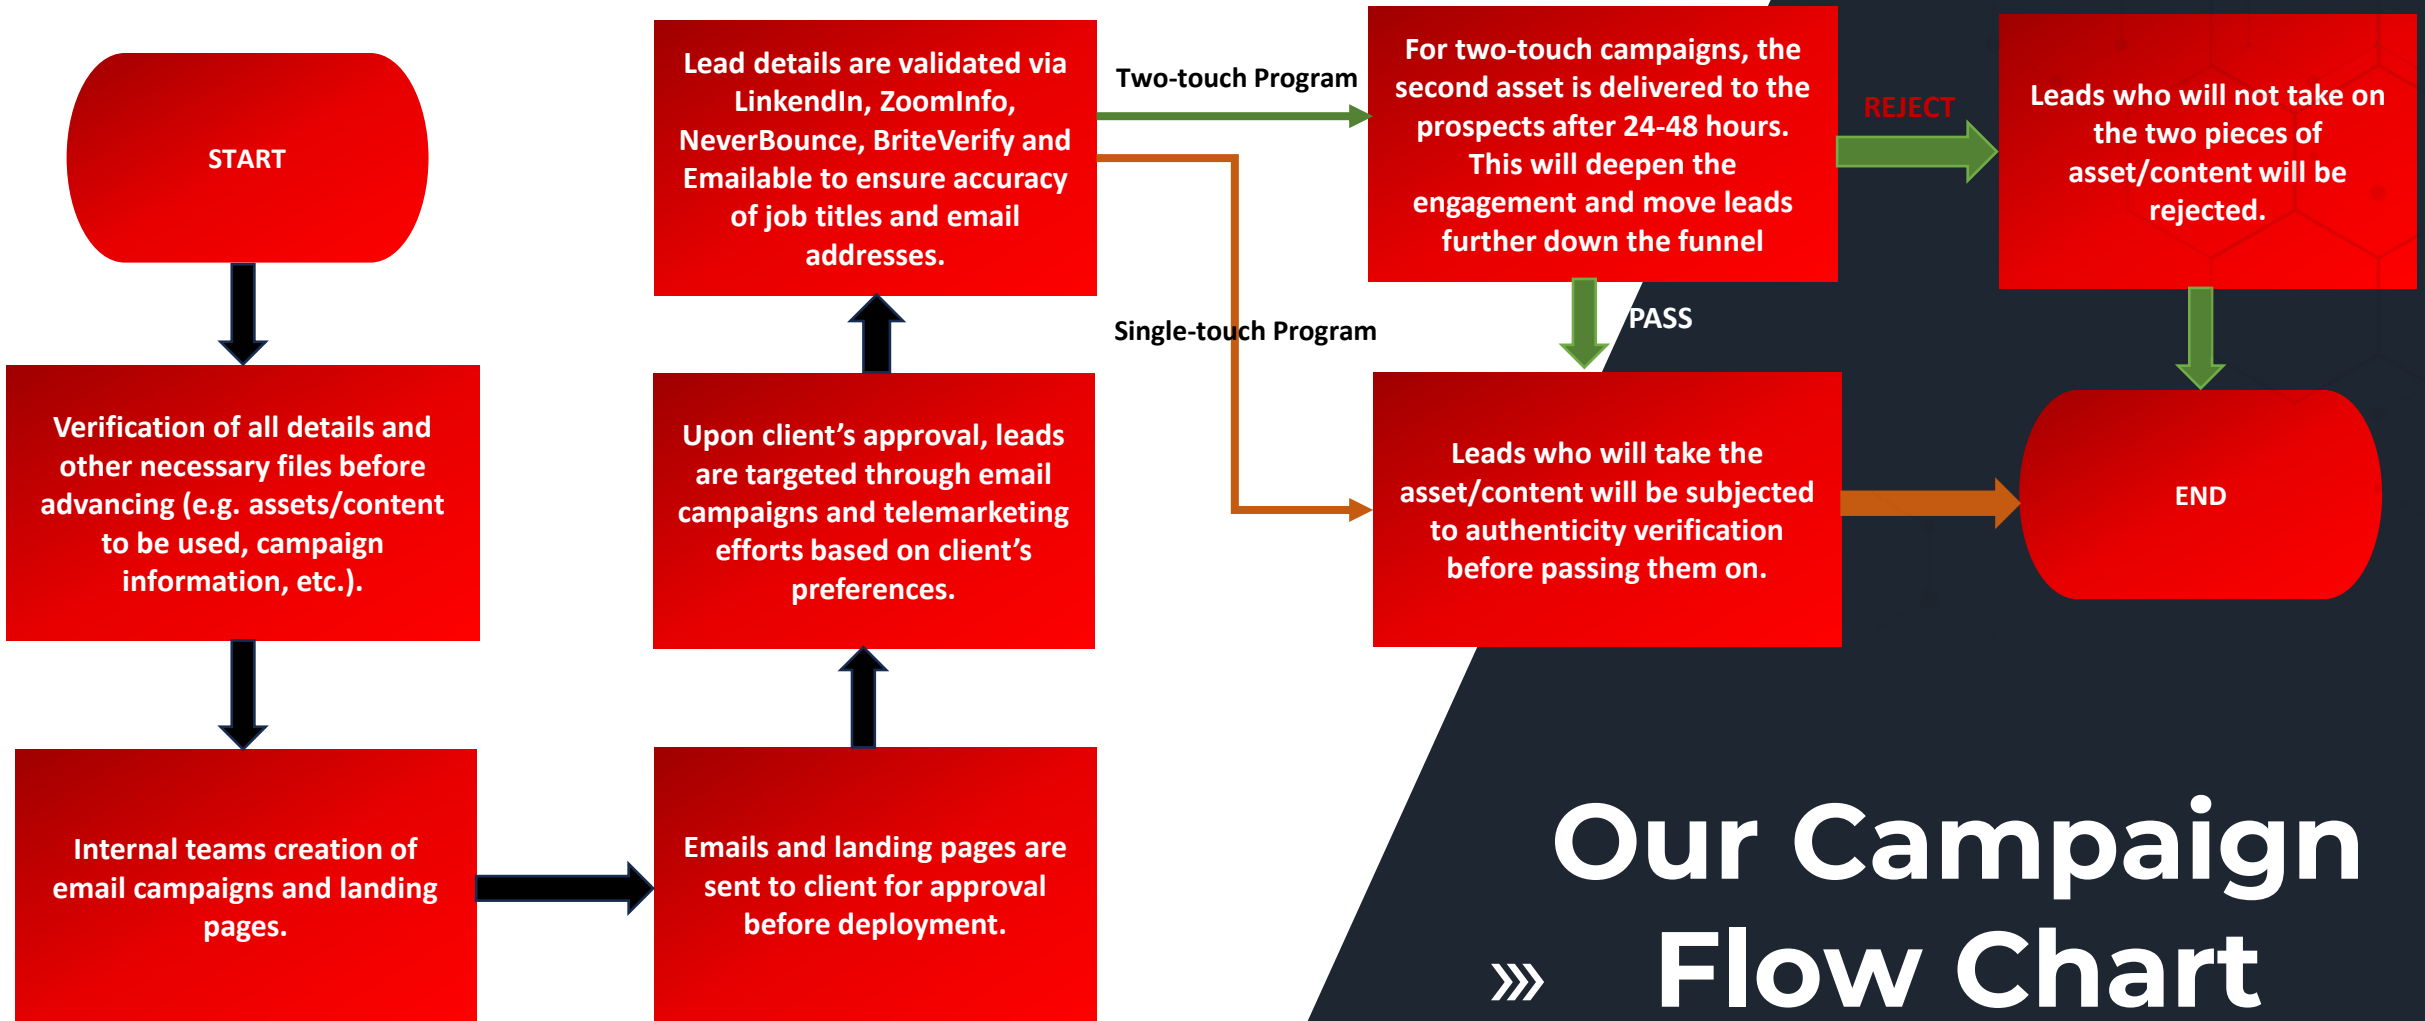 START
Verification of all details and
other necessary files before
advancing (e.g. assets/content
to be used, campaign
information, etc.).
Internal teams creation of
email campaigns and landing
pages.
Emails and landing pages are
sent to client for approval
before deployment.
Upon client’s approval, leads
are targeted through email
campaigns and telemarketing
efforts based on client’s
preferences.
Lead details are validated via
LinkendIn, ZoomInfo,
NeverBounce, BriteVerify and
Emailable to ensure accuracy
of job titles and email
addresses.
Two-touch Program
Single-touch Program
For two-touch campaigns, the
second asset is delivered to the
prospects after 24-48 hours.
This will deepen the
engagement and move leads
further down the funnel
REJECT
PASS
Leads who will not take on
the two pieces of
asset/content will be
rejected.
Leads who will take the
asset/content will be subjected
to authenticity verification
before passing them on.
END
Our Campaign
Flow Chart